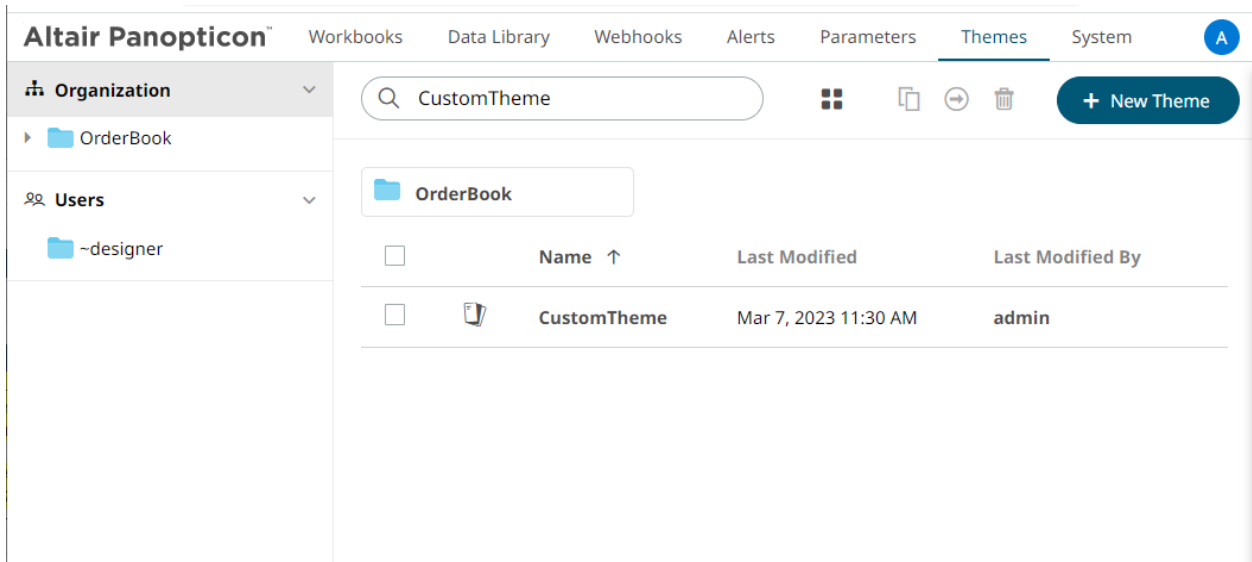 Altair Panopticon™ Workbooks Data Library Webhooks Alerts Parameters Themes System A
Organization
OrderBook
Users
~designer
CustomTheme
+ New Theme
OrderBook
Name ↑ Last Modified Last Modified By
CustomTheme Mar 7, 2023 11:30 AM admin